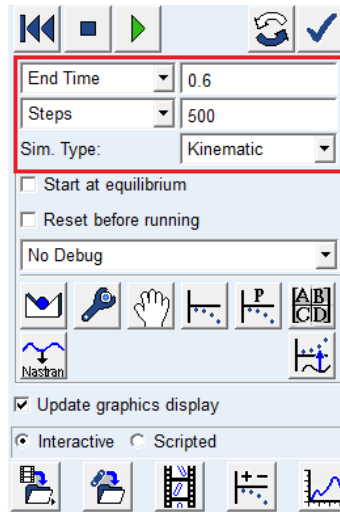 End Time 0.6
Steps 500
Sim. Type: Kinematic
Start at equilibrium
Reset before running
No Debug
P A B
C D
Nastran
Update graphics display
Interactive Scripted